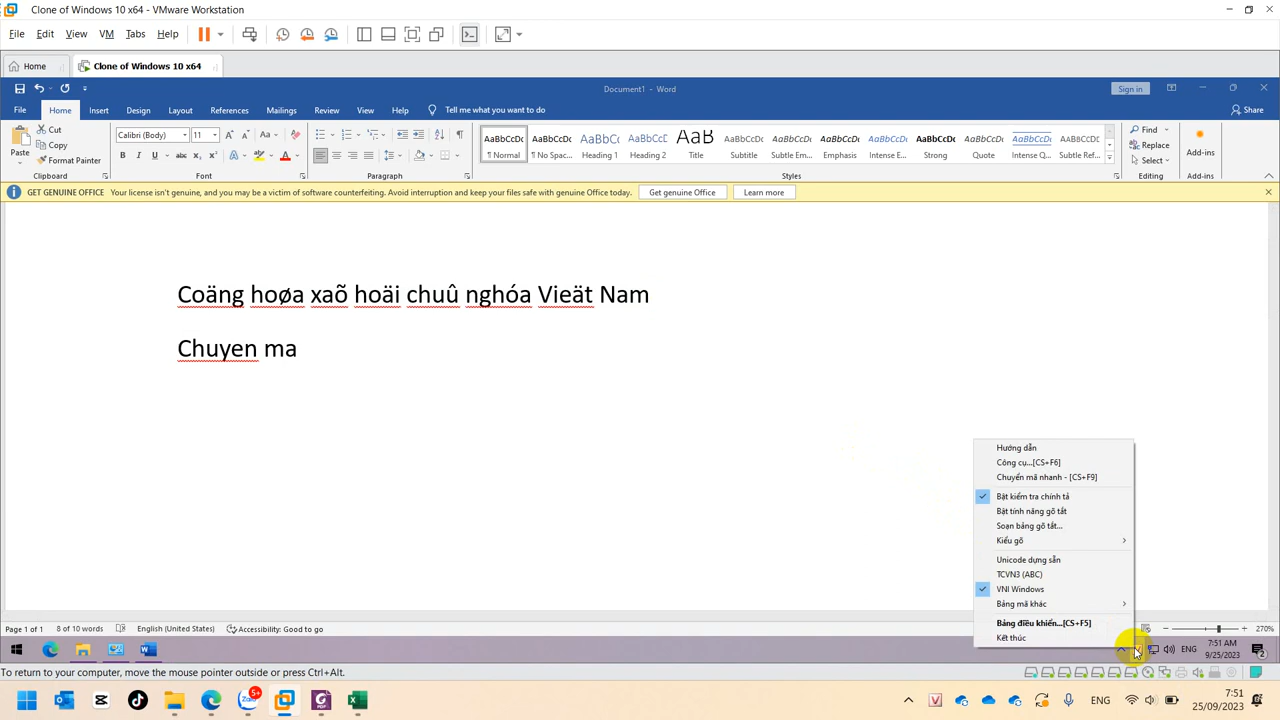 Clone of Windows 10 x64 - VMware Workstation
File Edit View VM Tabs Help
Home Clone of Windows 10 x64
Document1 - Word Sign in
File Home Insert Design Layout References Mailings Review View Help Tell me what you want to do Share
Paste Cut Copy Format Painter
Calibri (Body) 11
AaBbCcDc AaBbCcDc AaBbC AaBbCcC AaB AaBbCcD AaBbCcDc AaBbCcDc AaBbCcDc AaBbCcDc AaBbCcDc AaBbCcDc AABBCCDD
¶ Normal ¶ No Spac... Heading 1 Heading 2 Title Subtitle Subtle Em... Emphasis Intense E... Strong Quote Intense Q... Subtle Ref...
Find Replace Select Add-ins
Clipboard Font Paragraph Styles Editing Add-ins
GET GENUINE OFFICE Your license isn't genuine, and you may be a victim of software counterfeiting. Avoid interruption and keep your files safe with genuine Office today. Get genuine Office Learn more
Coäng hoøa xaõ hoäi chuû nghóa Vieät Nam
Chuyen ma
Hướng dẫn
Công cụ...[CS+F6]
Chuyển mã nhanh - [CS+F9]
Bật kiểm tra chính tả
Bật tính năng gõ tắt
Soạn bảng gõ tắt...
Kiểu gõ
Unicode dựng sẵn
TCVN3 (ABC)
VNI Windows
Bảng mã khác
Bảng điều khiển...[CS+F5]
Kết thúc
Page 1 of 1 8 of 10 words English (United States) Accessibility: Good to go 270%
ENG 7:51 AM
9/25/2023
To return to your computer, move the mouse pointer outside or press Ctrl+Alt.
ENG 7:51
25/09/2023